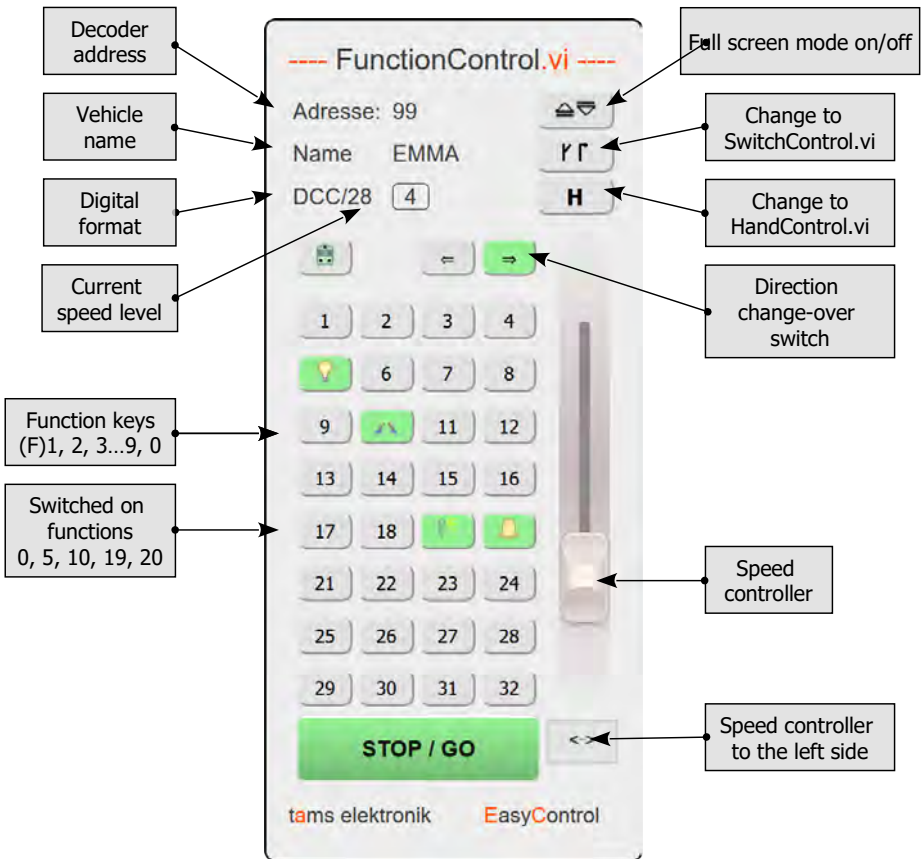 Decoder
address
Vehicle
name
Digital
format
Current
speed level
Function keys
(F)1, 2, 3...9, 0
Switched on
functions
0, 5, 10, 19, 20
---- FunctionControl.vi ----
Adresse: 99
Name EMMA
DCC/28 4
H
⇐ ⇒
1 2 3 4
6 7 8
9 11 12
13 14 15 16
17 18
21 22 23 24
25 26 27 28
29 30 31 32
STOP / GO
<->
tams elektronik EasyControl
Full screen mode on/off
Change to
SwitchControl.vi
Change to
HandControl.vi
Direction
change-over
switch
Speed
controller
Speed controller
to the left side